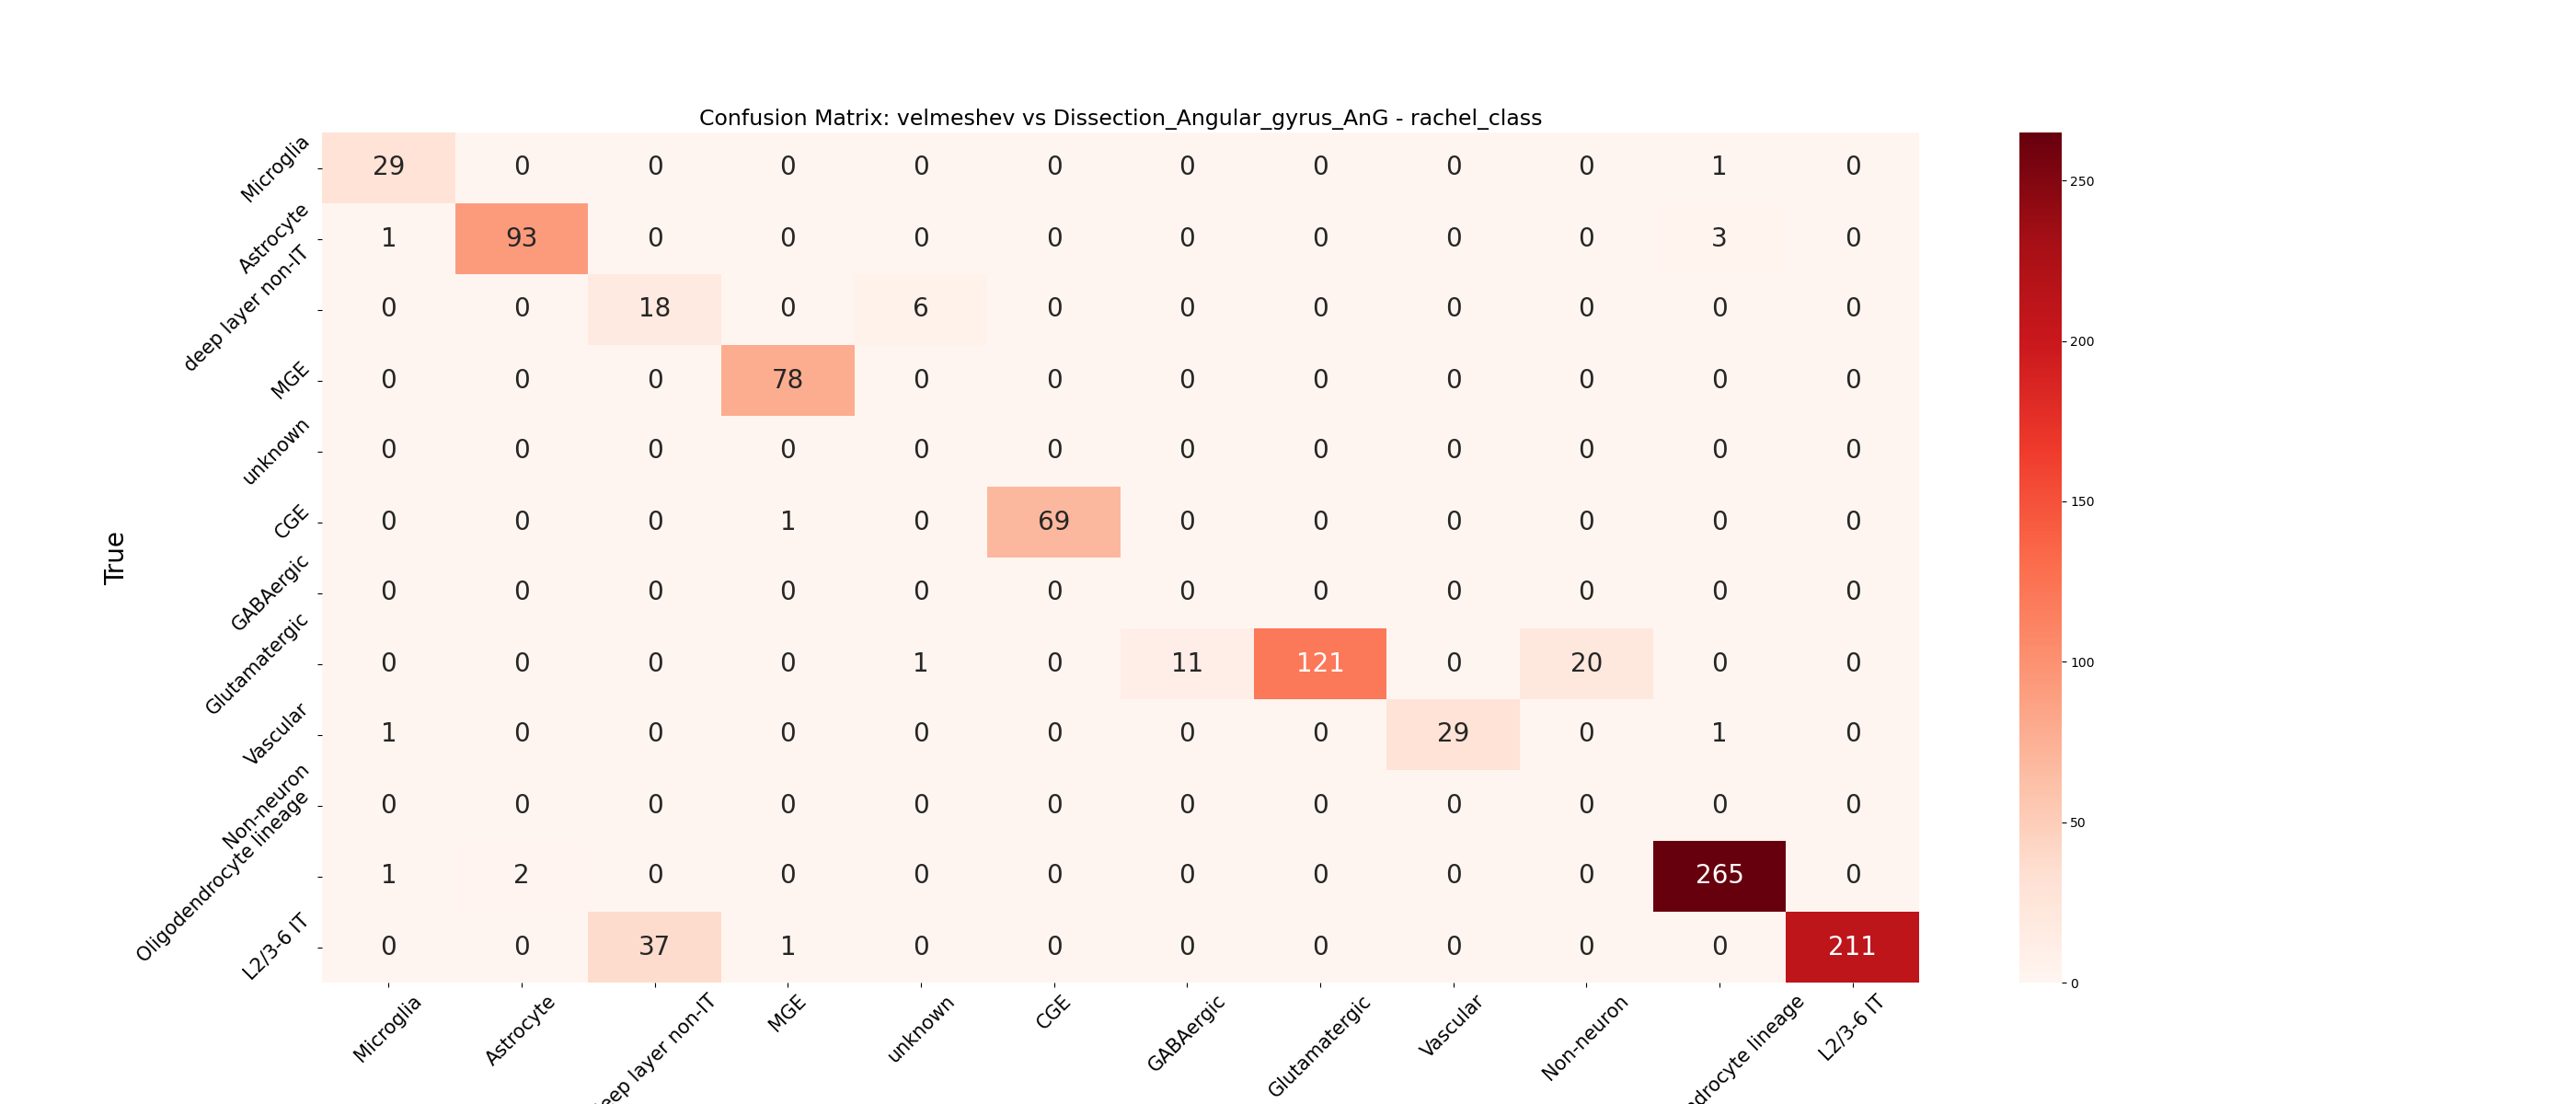 Confusion Matrix: velmeshev vs Dissection_Angular_gyrus_AnG - rachel_class
True
Microglia 29 0 0 0 0 0 0 0 0 0 1 0
Astrocyte 1 93 0 0 0 0 0 0 0 0 3 0
deep layer non-IT 0 0 18 0 6 0 0 0 0 0 0 0
MGE 0 0 0 78 0 0 0 0 0 0 0 0
unknown 0 0 0 0 0 0 0 0 0 0 0 0
CGE 0 0 0 1 0 69 0 0 0 0 0 0
GABAergic 0 0 0 0 0 0 0 0 0 0 0 0
Glutamatergic 0 0 0 0 1 0 11 121 0 20 0 0
Vascular 1 0 0 0 0 0 0 0 29 0 1 0
Non-neuron 0 0 0 0 0 0 0 0 0 0 0 0
Oligodendrocyte lineage 1 2 0 0 0 0 0 0 0 0 265 0
L2/3-6 IT 0 0 37 1 0 0 0 0 0 0 0 211
Microglia Astrocyte layer non-IT MGE unknown CGE GABAergic Glutamatergic Vascular Non-neuron lineage L2/3-6 IT
250
200
150
100
50
0